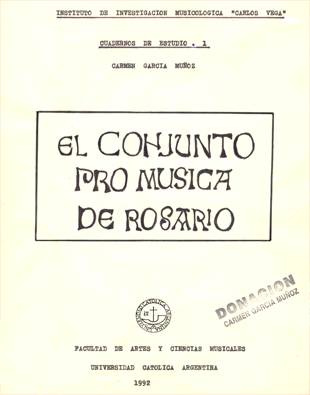 INSTITUTO DE INVESTIGACION MUSICOLOGICA "CARLOS VEGA"
CUADERNOS DE ESTUDIO . 1
CARMEN GARCIA MUÑOZ
EL CONJUNTO
PRO MUSICA
DE ROSARIO
DONACION
CARMEN GARCIA MUÑOZ
FACULTAD DE ARTES Y CIENCIAS MUSICALES
UNIVERSIDAD CATOLICA ARGENTINA
1992